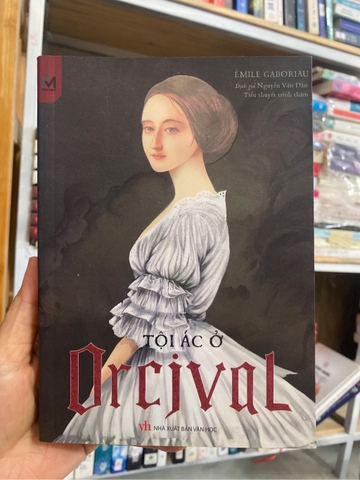 ÉMILE GABORIAU
Dịch giả Nguyễn Văn Dân
Tiểu thuyết trinh thám
TỘI ÁC Ở
Orcival
vh NHÀ XUẤT BẢN VĂN HỌC